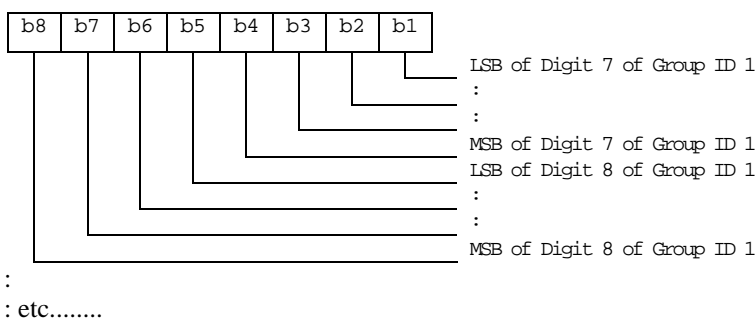 b8 b7 b6 b5 b4 b3 b2 b1
LSB of Digit 7 of Group ID 1
:
:
MSB of Digit 7 of Group ID 1
LSB of Digit 8 of Group ID 1
:
:
MSB of Digit 8 of Group ID 1
:
: etc........